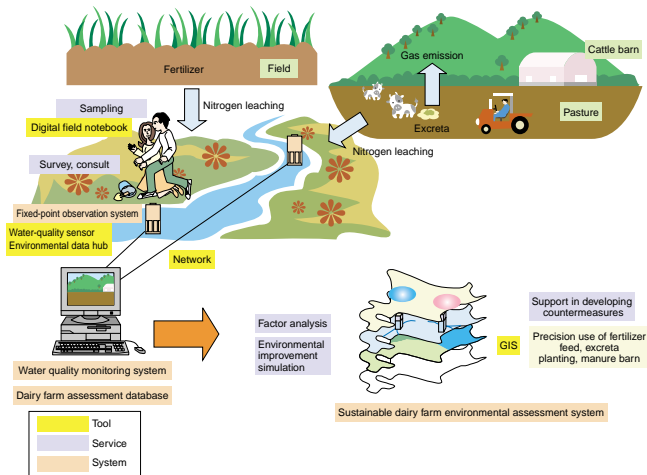 Fertilizer
Field
Gas emission
Cattle barn
Pasture
Excreta
Sampling
Nitrogen leaching
Digital field notebook
Nitrogen leaching
Survey, consult
Fixed-point observation system
Water-quality sensor
Environmental data hub
Network
Factor analysis
Environmental
improvement
simulation
Support in developing
countermeasures
GIS
Precision use of fertilizer
feed, excreta
planting, manure barn
Water quality monitoring system
Dairy farm assessment database
Sustainable dairy farm environmental assessment system
Tool
Service
System